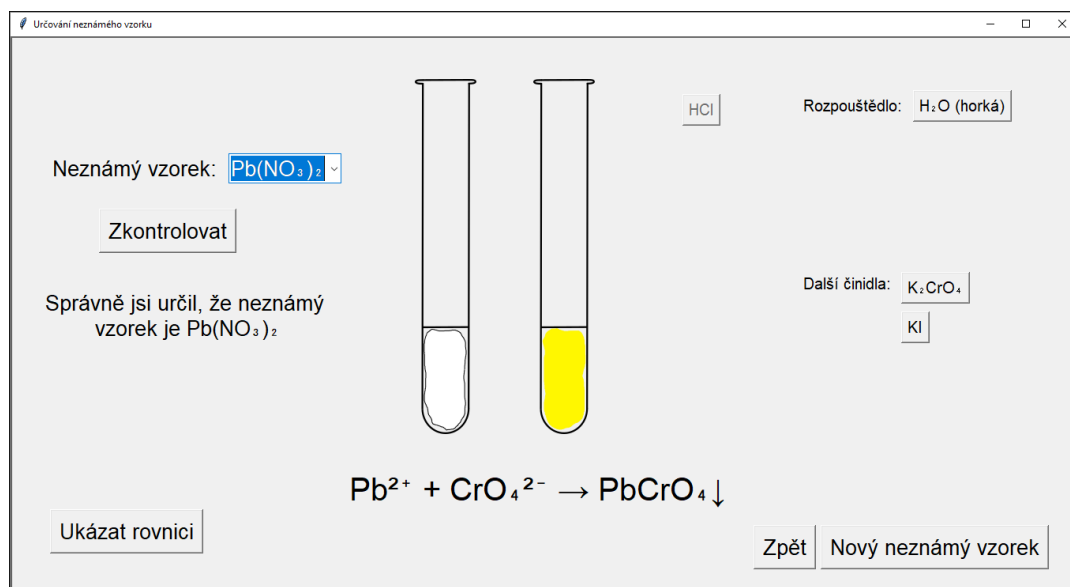 Určování neznámého vzorku
HCl
Rozpouštědlo: H₂O (horká)
Neznámý vzorek: Pb(NO₃)₂
Zkontrolovat
Další činidla: K₂CrO₄
KI
Správně jsi určil, že neznámý
vzorek je Pb(NO₃)₂
Pb²⁺ + CrO₄²⁻ → PbCrO₄↓
Ukázat rovnici
Zpět
Nový neznámý vzorek